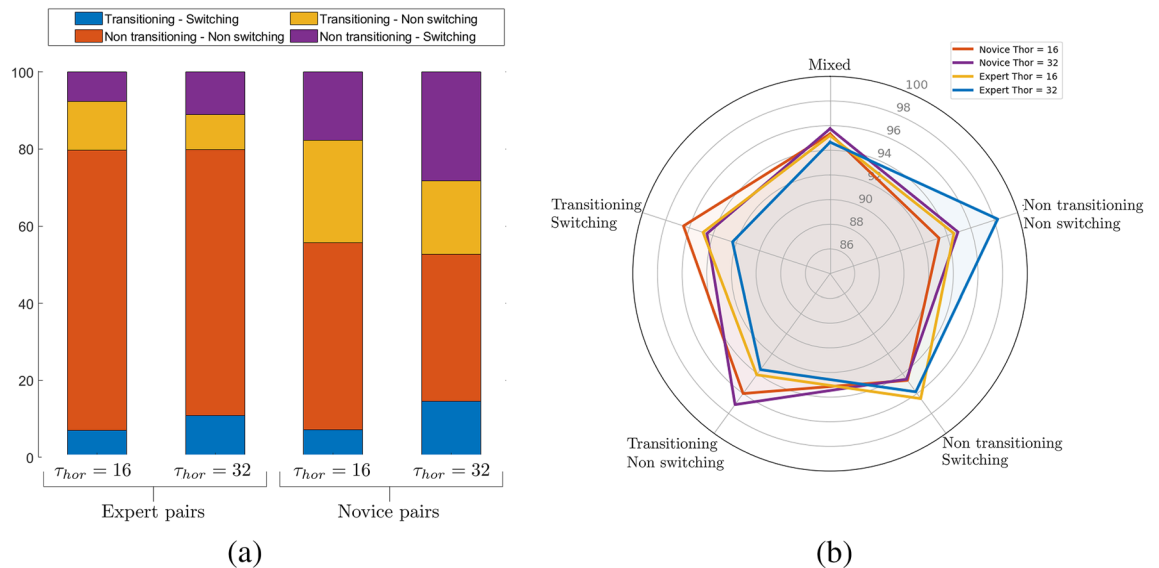 Transitioning - Switching
Transitioning - Non switching
Non transitioning - Non switching
Non transitioning - Switching
100
80
60
40
20
0
τhor = 16
τhor = 32
τhor = 16
τhor = 32
Expert pairs
Novice pairs
(a)
Novice Thor = 16
Novice Thor = 32
Expert Thor = 16
Expert Thor = 32
Mixed
100
98
96
94
92
90
88
86
Transitioning
Switching
Non transitioning
Non switching
Transitioning
Non switching
Non transitioning
Switching
(b)